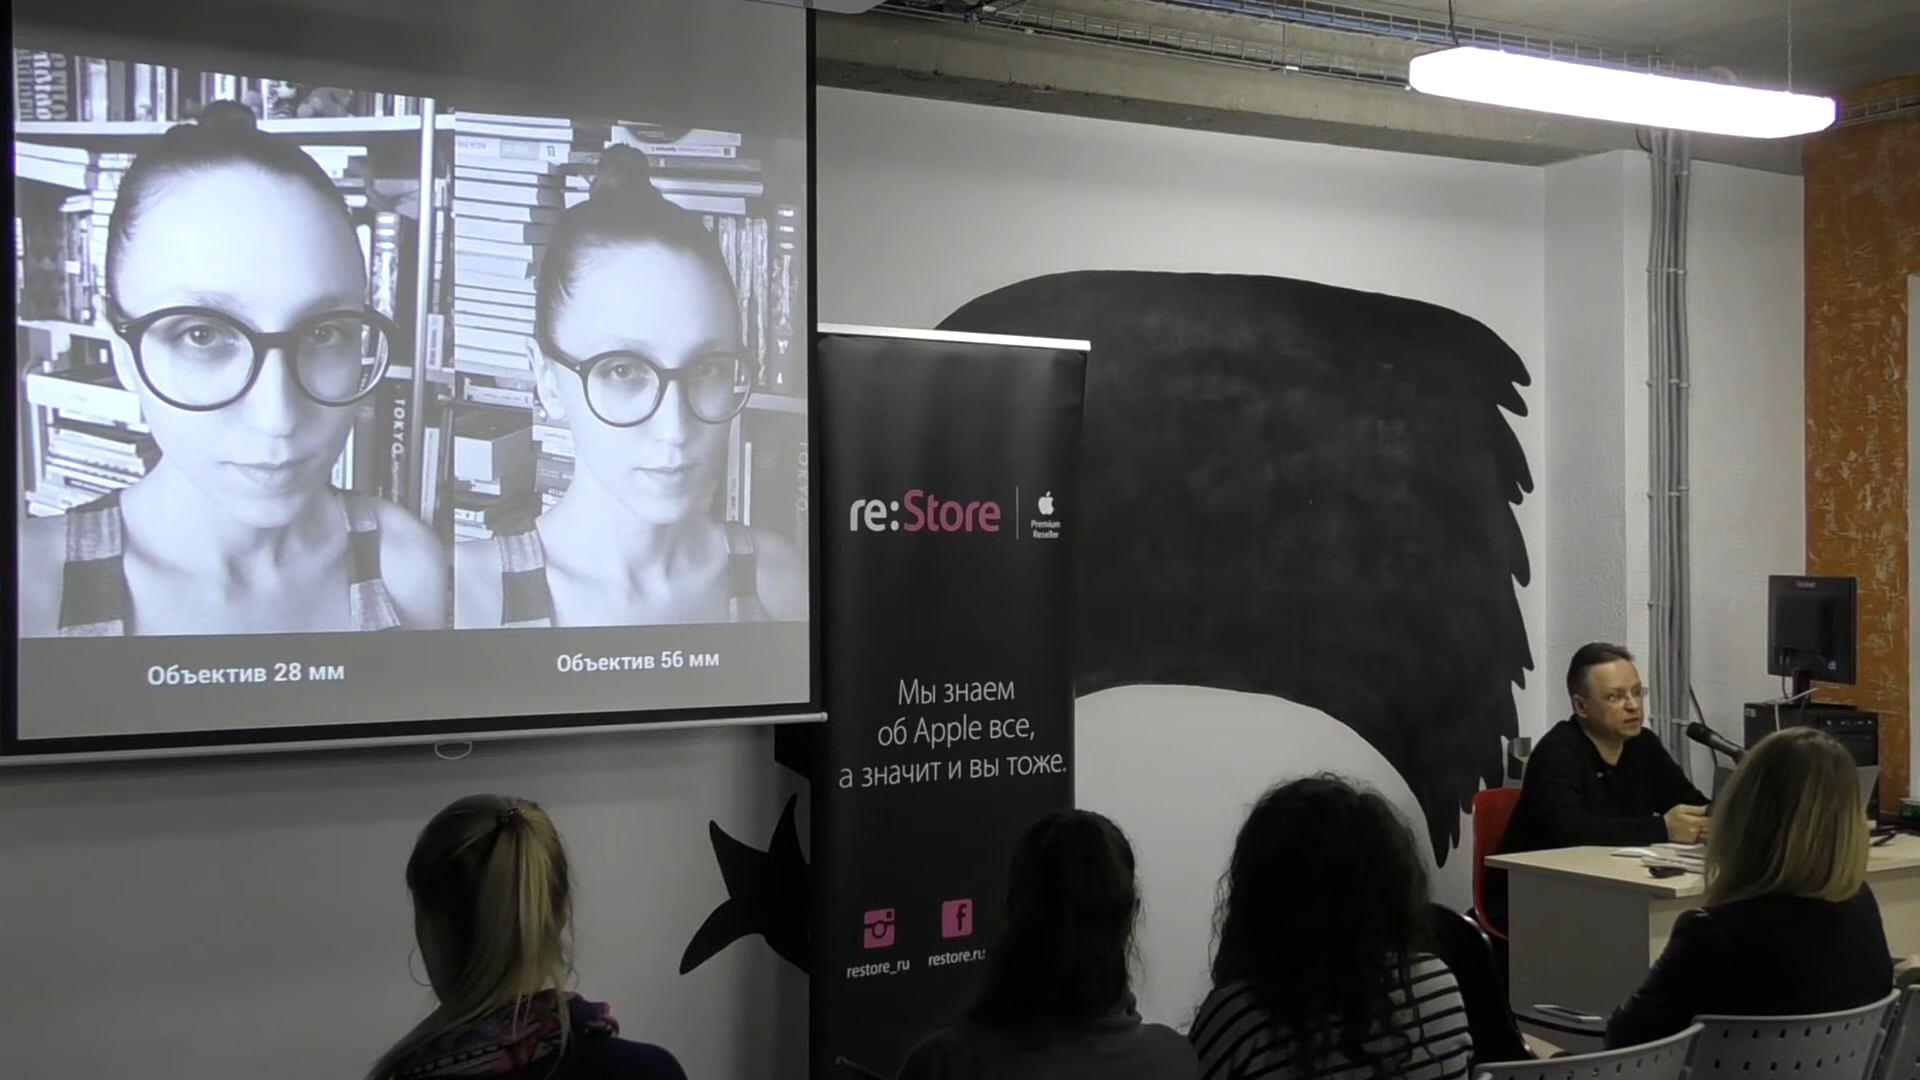 TOKYO
Объектив 28 мм
Объектив 56 мм
re:Store
Premium
Reseller
Мы знаем
об Apple все,
а значит и вы тоже.
restore_ru
restore.ru